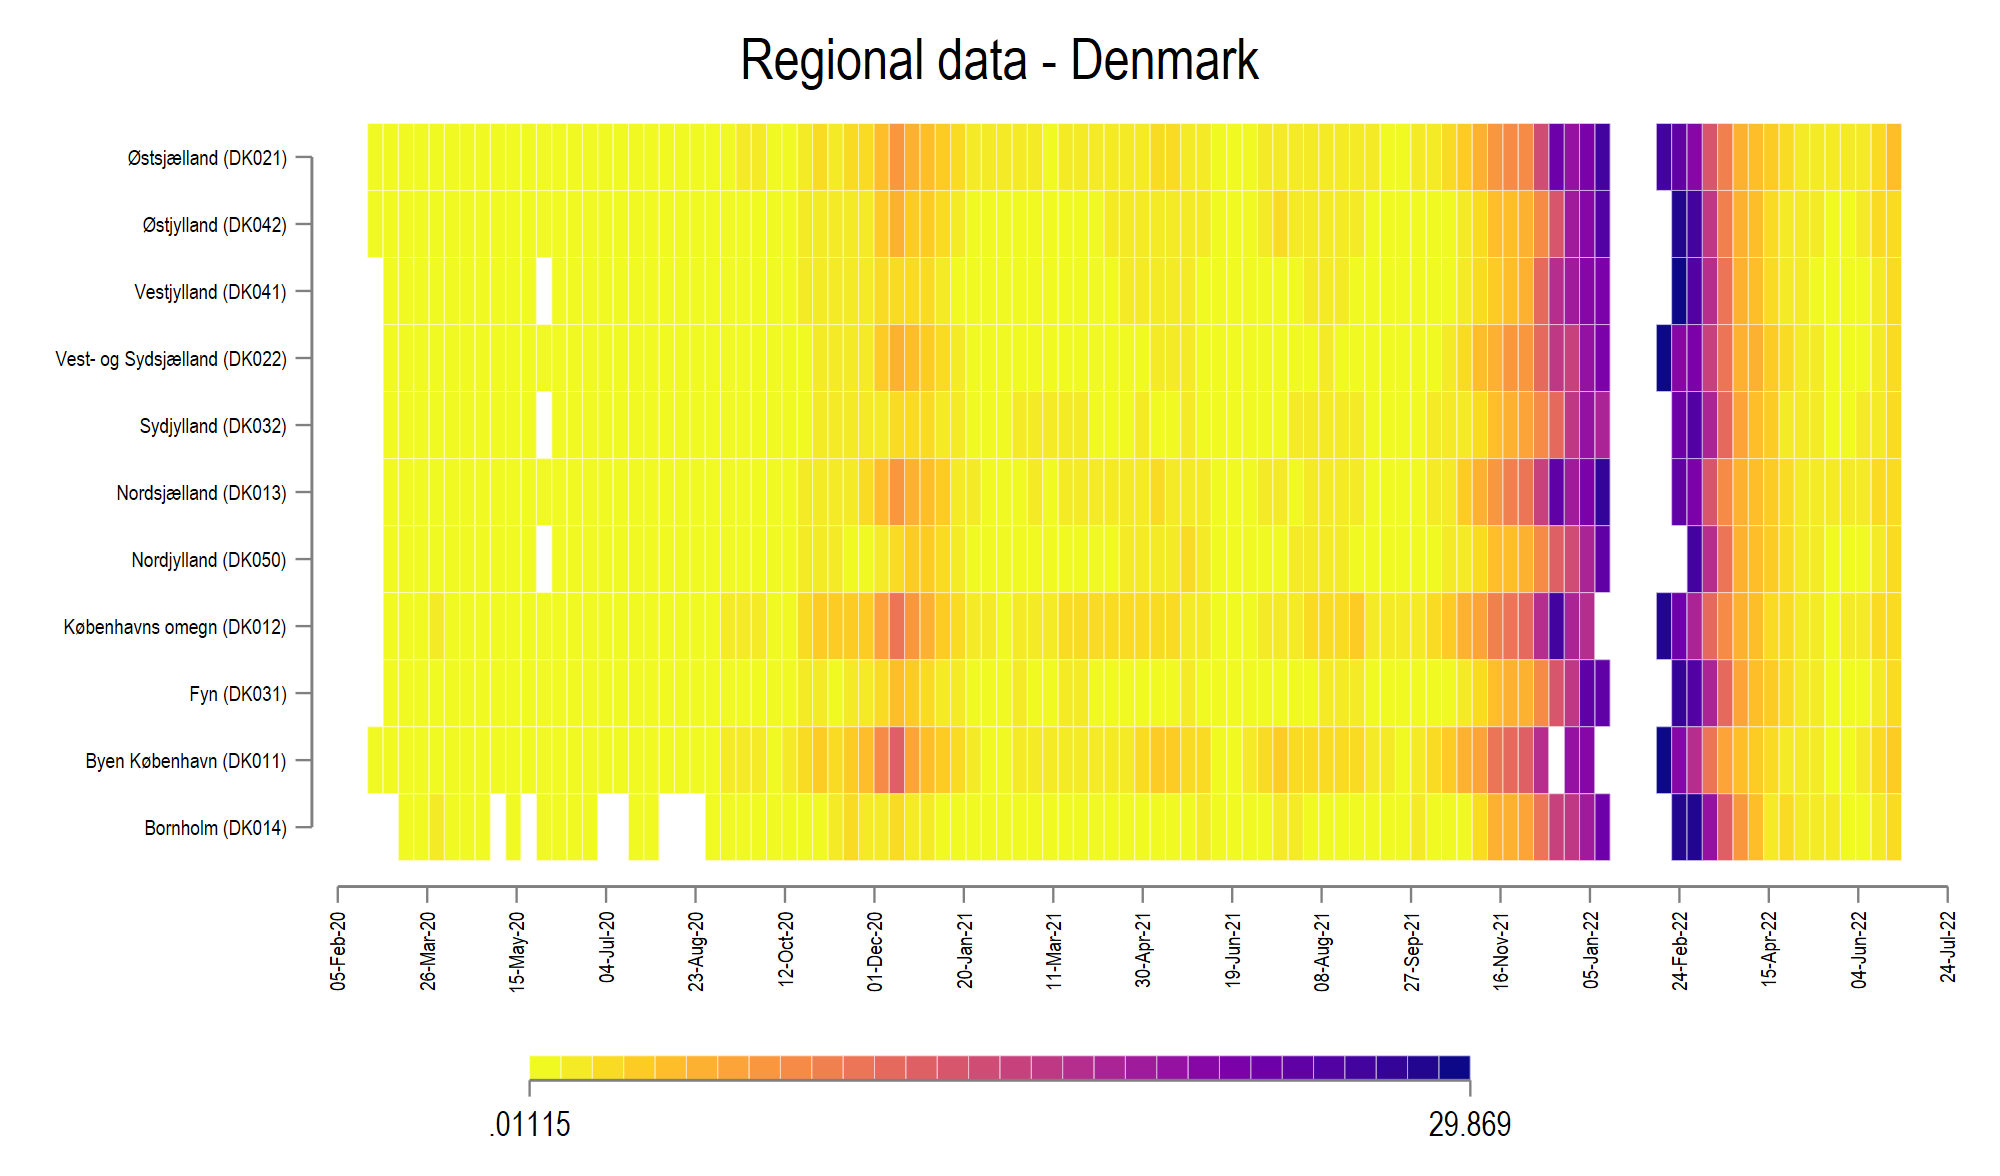 Regional data - Denmark
Østsjælland (DK021)
Østjylland (DK042)
Vestjylland (DK041)
Vest- og Sydsjælland (DK022)
Sydjylland (DK032)
Nordsjælland (DK013)
Nordjylland (DK050)
Københavns omegn (DK012)
Fyn (DK031)
Byen København (DK011)
Bornholm (DK014)
05-Feb-20
26-Mar-20
15-May-20
04-Jul-20
23-Aug-20
12-Oct-20
01-Dec-20
20-Jan-21
11-Mar-21
30-Apr-21
19-Jun-21
08-Aug-21
27-Sep-21
16-Nov-21
05-Jan-22
24-Feb-22
15-Apr-22
04-Jun-22
24-Jul-22
.01115
29.869